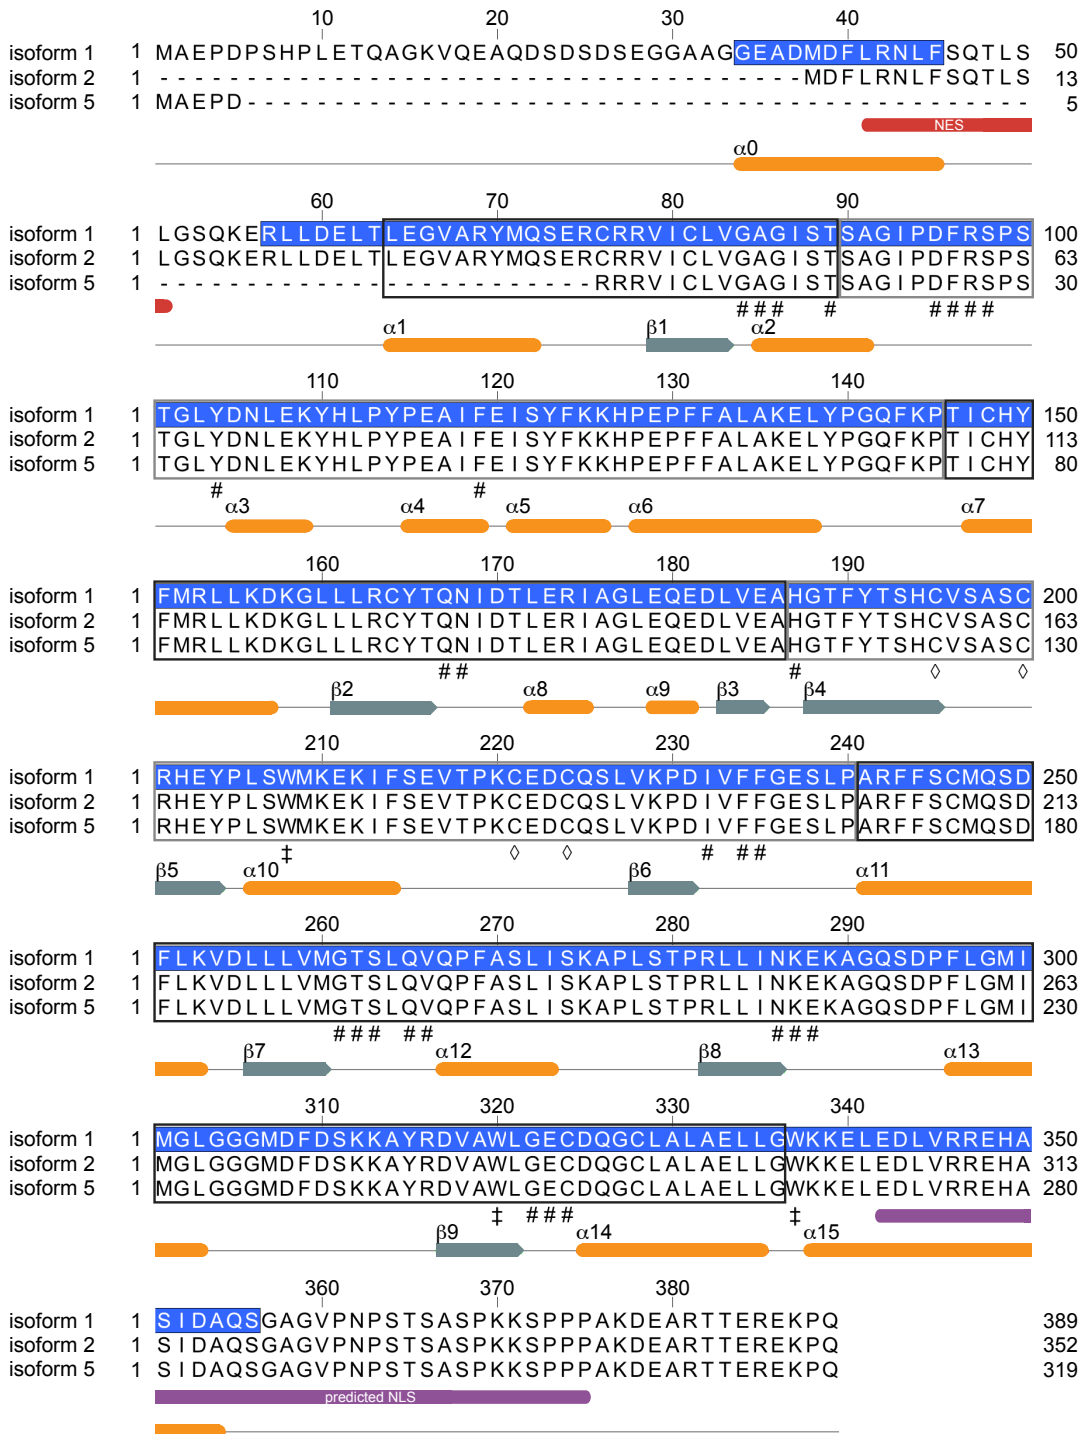 10 20 30 40
isoform 1 1 MAEPDPSHPLETQAGKVQEAQDSDSDSEGGAAGGEADMDFLRNLFSQTLS 50
isoform 2 1 -------------------------------------MDFLRNLFSQTLS 13
isoform 5 1 MAEPD--------------------------------------------- 5
NES
α0
60 70 80 90
isoform 1 1 LGSQKERLLDELTLEGVARYMQSERCRRVICLVGAGISTSAGIPDFRSPS 100
isoform 2 1 LGSQKERLLDELTLEGVARYMQSERCRRVICLVGAGISTSAGIPDFRSPS 63
isoform 5 1 -------------------------RRRVICLVGAGISTSAGIPDFRSPS 30
# # # # # # # #
α1 β1 α2
110 120 130 140
isoform 1 1 TGLYDNLEKYHLPYPEAIFEISYFKKHPEPFFALAKELYPGQFKPTICHY 150
isoform 2 1 TGLYDNLEKYHLPYPEAIFEISYFKKHPEPFFALAKELYPGQFKPTICHY 113
isoform 5 1 TGLYDNLEKYHLPYPEAIFEISYFKKHPEPFFALAKELYPGQFKPTICHY 80
# #
α3 α4 α5 α6 α7
160 170 180 190
isoform 1 1 FMRLLKDKGLLLRCYTQNIDTLERIAGLEQEDLVEAHGTFYTSHCVSASC 200
isoform 2 1 FMRLLKDKGLLLRCYTQNIDTLERIAGLEQEDLVEAHGTFYTSHCVSASC 163
isoform 5 1 FMRLLKDKGLLLRCYTQNIDTLERIAGLEQEDLVEAHGTFYTSHCVSASC 130
# # # ◊ ◊
β2 α8 α9 β3 β4
210 220 230 240
isoform 1 1 RHEYPLSWMKEKIFSEVTPKCEDCQSLVKPDIVFFGESLPARFFSCMQSD 250
isoform 2 1 RHEYPLSWMKEKIFSEVTPKCEDCQSLVKPDIVFFGESLPARFFSCMQSD 213
isoform 5 1 RHEYPLSWMKEKIFSEVTPKCEDCQSLVKPDIVFFGESLPARFFSCMQSD 180
‡ ◊ ◊ # # #
β5 α10 β6 α11
260 270 280 290
isoform 1 1 FLKVDLLLVMGTSLQVQPFASLISKAPLSTPRLLINKEKAGQSDPFLGMI 300
isoform 2 1 FLKVDLLLVMGTSLQVQPFASLISKAPLSTPRLLINKEKAGQSDPFLGMI 263
isoform 5 1 FLKVDLLLVMGTSLQVQPFASLISKAPLSTPRLLINKEKAGQSDPFLGMI 230
# # # # # # # #
β7 α12 β8 α13
310 320 330 340
isoform 1 1 MGLGGGMDFDSKKAYRDVAWLGECDQGCLALAELLGWKKELEDLVRREHA 350
isoform 2 1 MGLGGGMDFDSKKAYRDVAWLGECDQGCLALAELLGWKKELEDLVRREHA 313
isoform 5 1 MGLGGGMDFDSKKAYRDVAWLGECDQGCLALAELLGWKKELEDLVRREHA 280
‡ # # # ‡
β9 α14 α15
360 370 380
isoform 1 1 SIDAQSGAGVPNPSTSASPKKSPPPAKDEARTTEREKPQ 389
isoform 2 1 SIDAQSGAGVPNPSTSASPKKSPPPAKDEARTTEREKPQ 352
isoform 5 1 SIDAQSGAGVPNPSTSASPKKSPPPAKDEARTTEREKPQ 319
predicted NLS